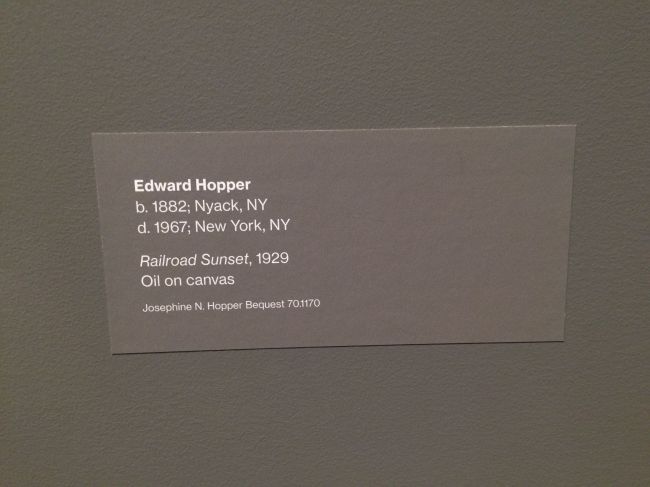 Edward Hopper
b. 1882; Nyack, NY
d. 1967; New York, NY
Railroad Sunset, 1929
Oil on canvas
Josephine N. Hopper Bequest 70.1170